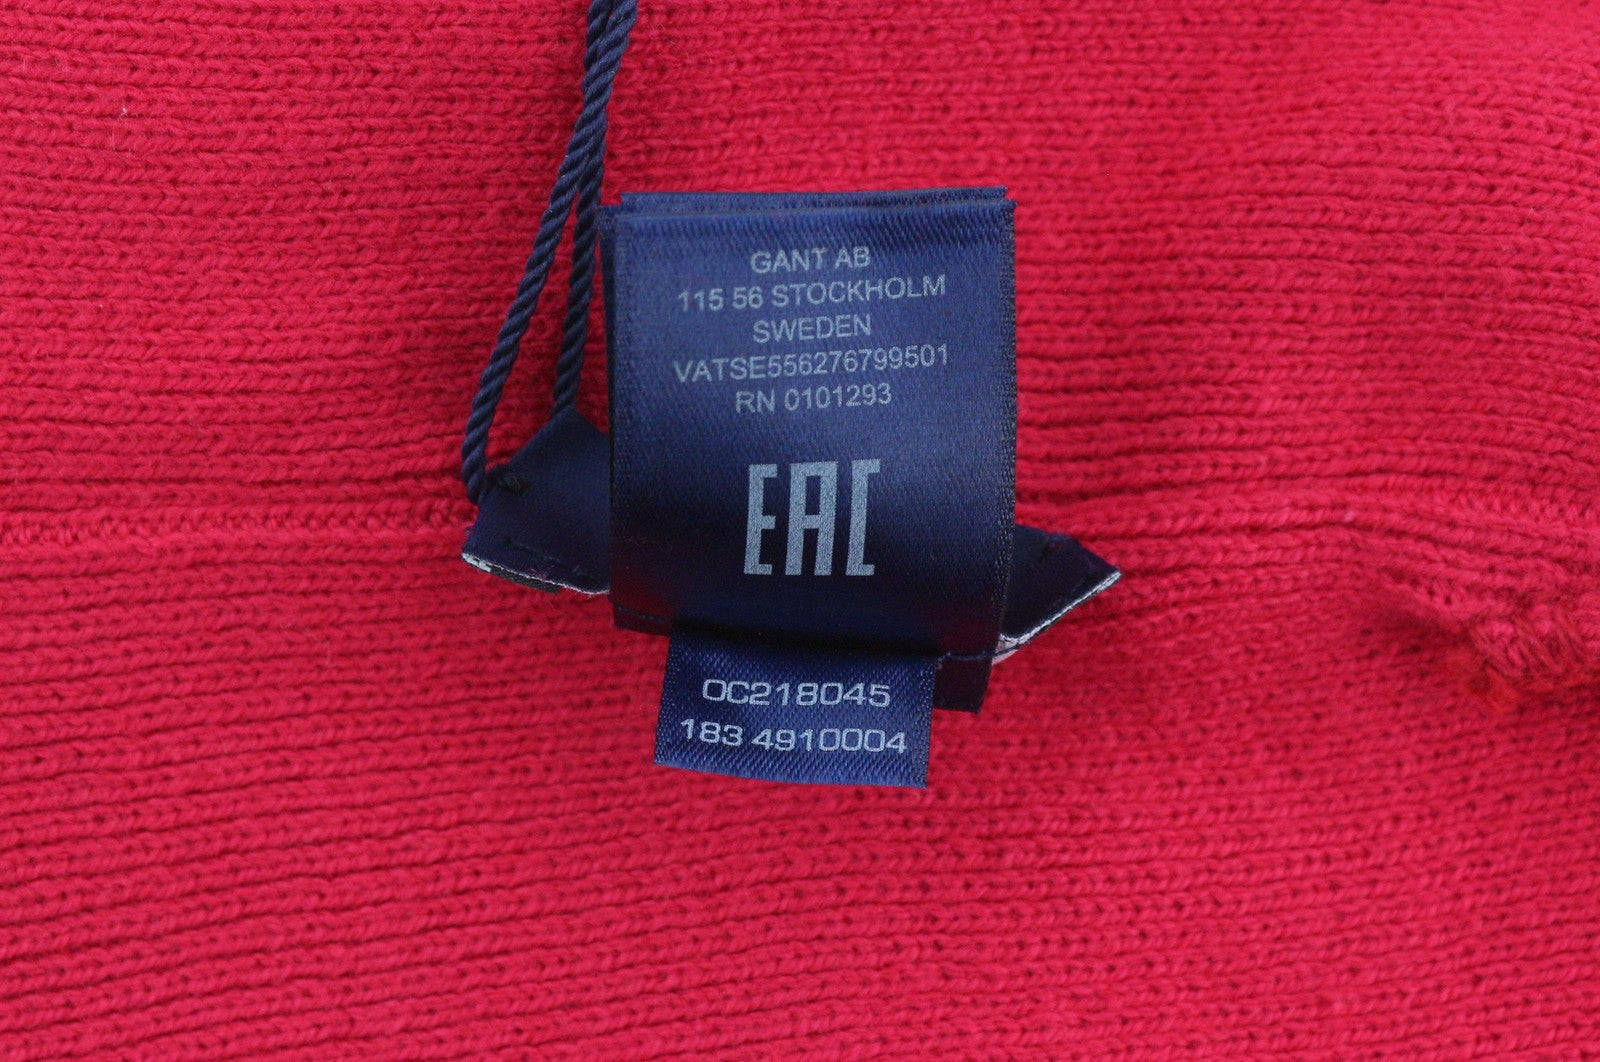 GANT AB
115 56 STOCKHOLM
SWEDEN
VATSE556276799501
RN 0101293
EAC
OC218045
183 4910004